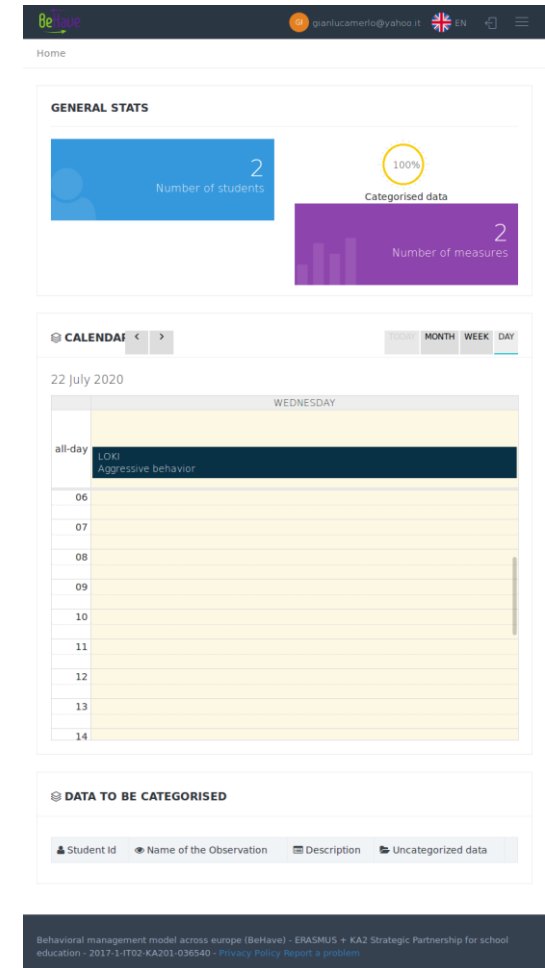 BeHave
GI gianlucamerlo@yahoo.it EN
Home
GENERAL STATS
2
Number of students
100%
Categorised data
2
Number of measures
CALENDAR
TODAY MONTH WEEK DAY
22 July 2020
WEDNESDAY
all-day
LOKI
Aggressive behavior
06
07
08
09
10
11
12
13
14
DATA TO BE CATEGORISED
Student Id Name of the Observation Description Uncategorized data
Behavioral management model across europe (BeHave) - ERASMUS + KA2 Strategic Partnership for school
education - 2017-1-IT02-KA201-036540 - Privacy Policy Report a problem